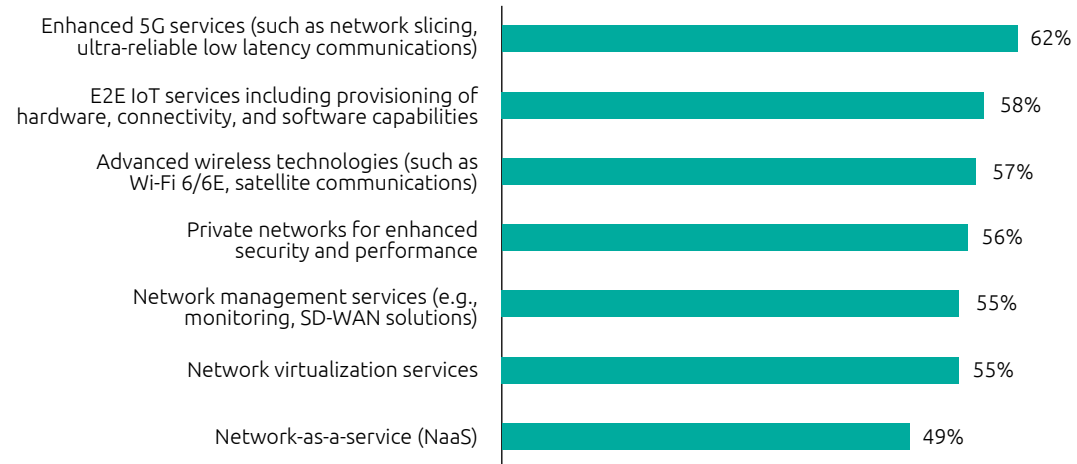 Enhanced 5G services (such as network slicing,
ultra-reliable low latency communications)
62%
E2E IoT services including provisioning of
hardware, connectivity, and software capabilities
58%
Advanced wireless technologies (such as
Wi-Fi 6/6E, satellite communications)
57%
Private networks for enhanced
security and performance
56%
Network management services (e.g.,
monitoring, SD-WAN solutions)
55%
Network virtualization services
55%
Network-as-a-service (NaaS)
49%